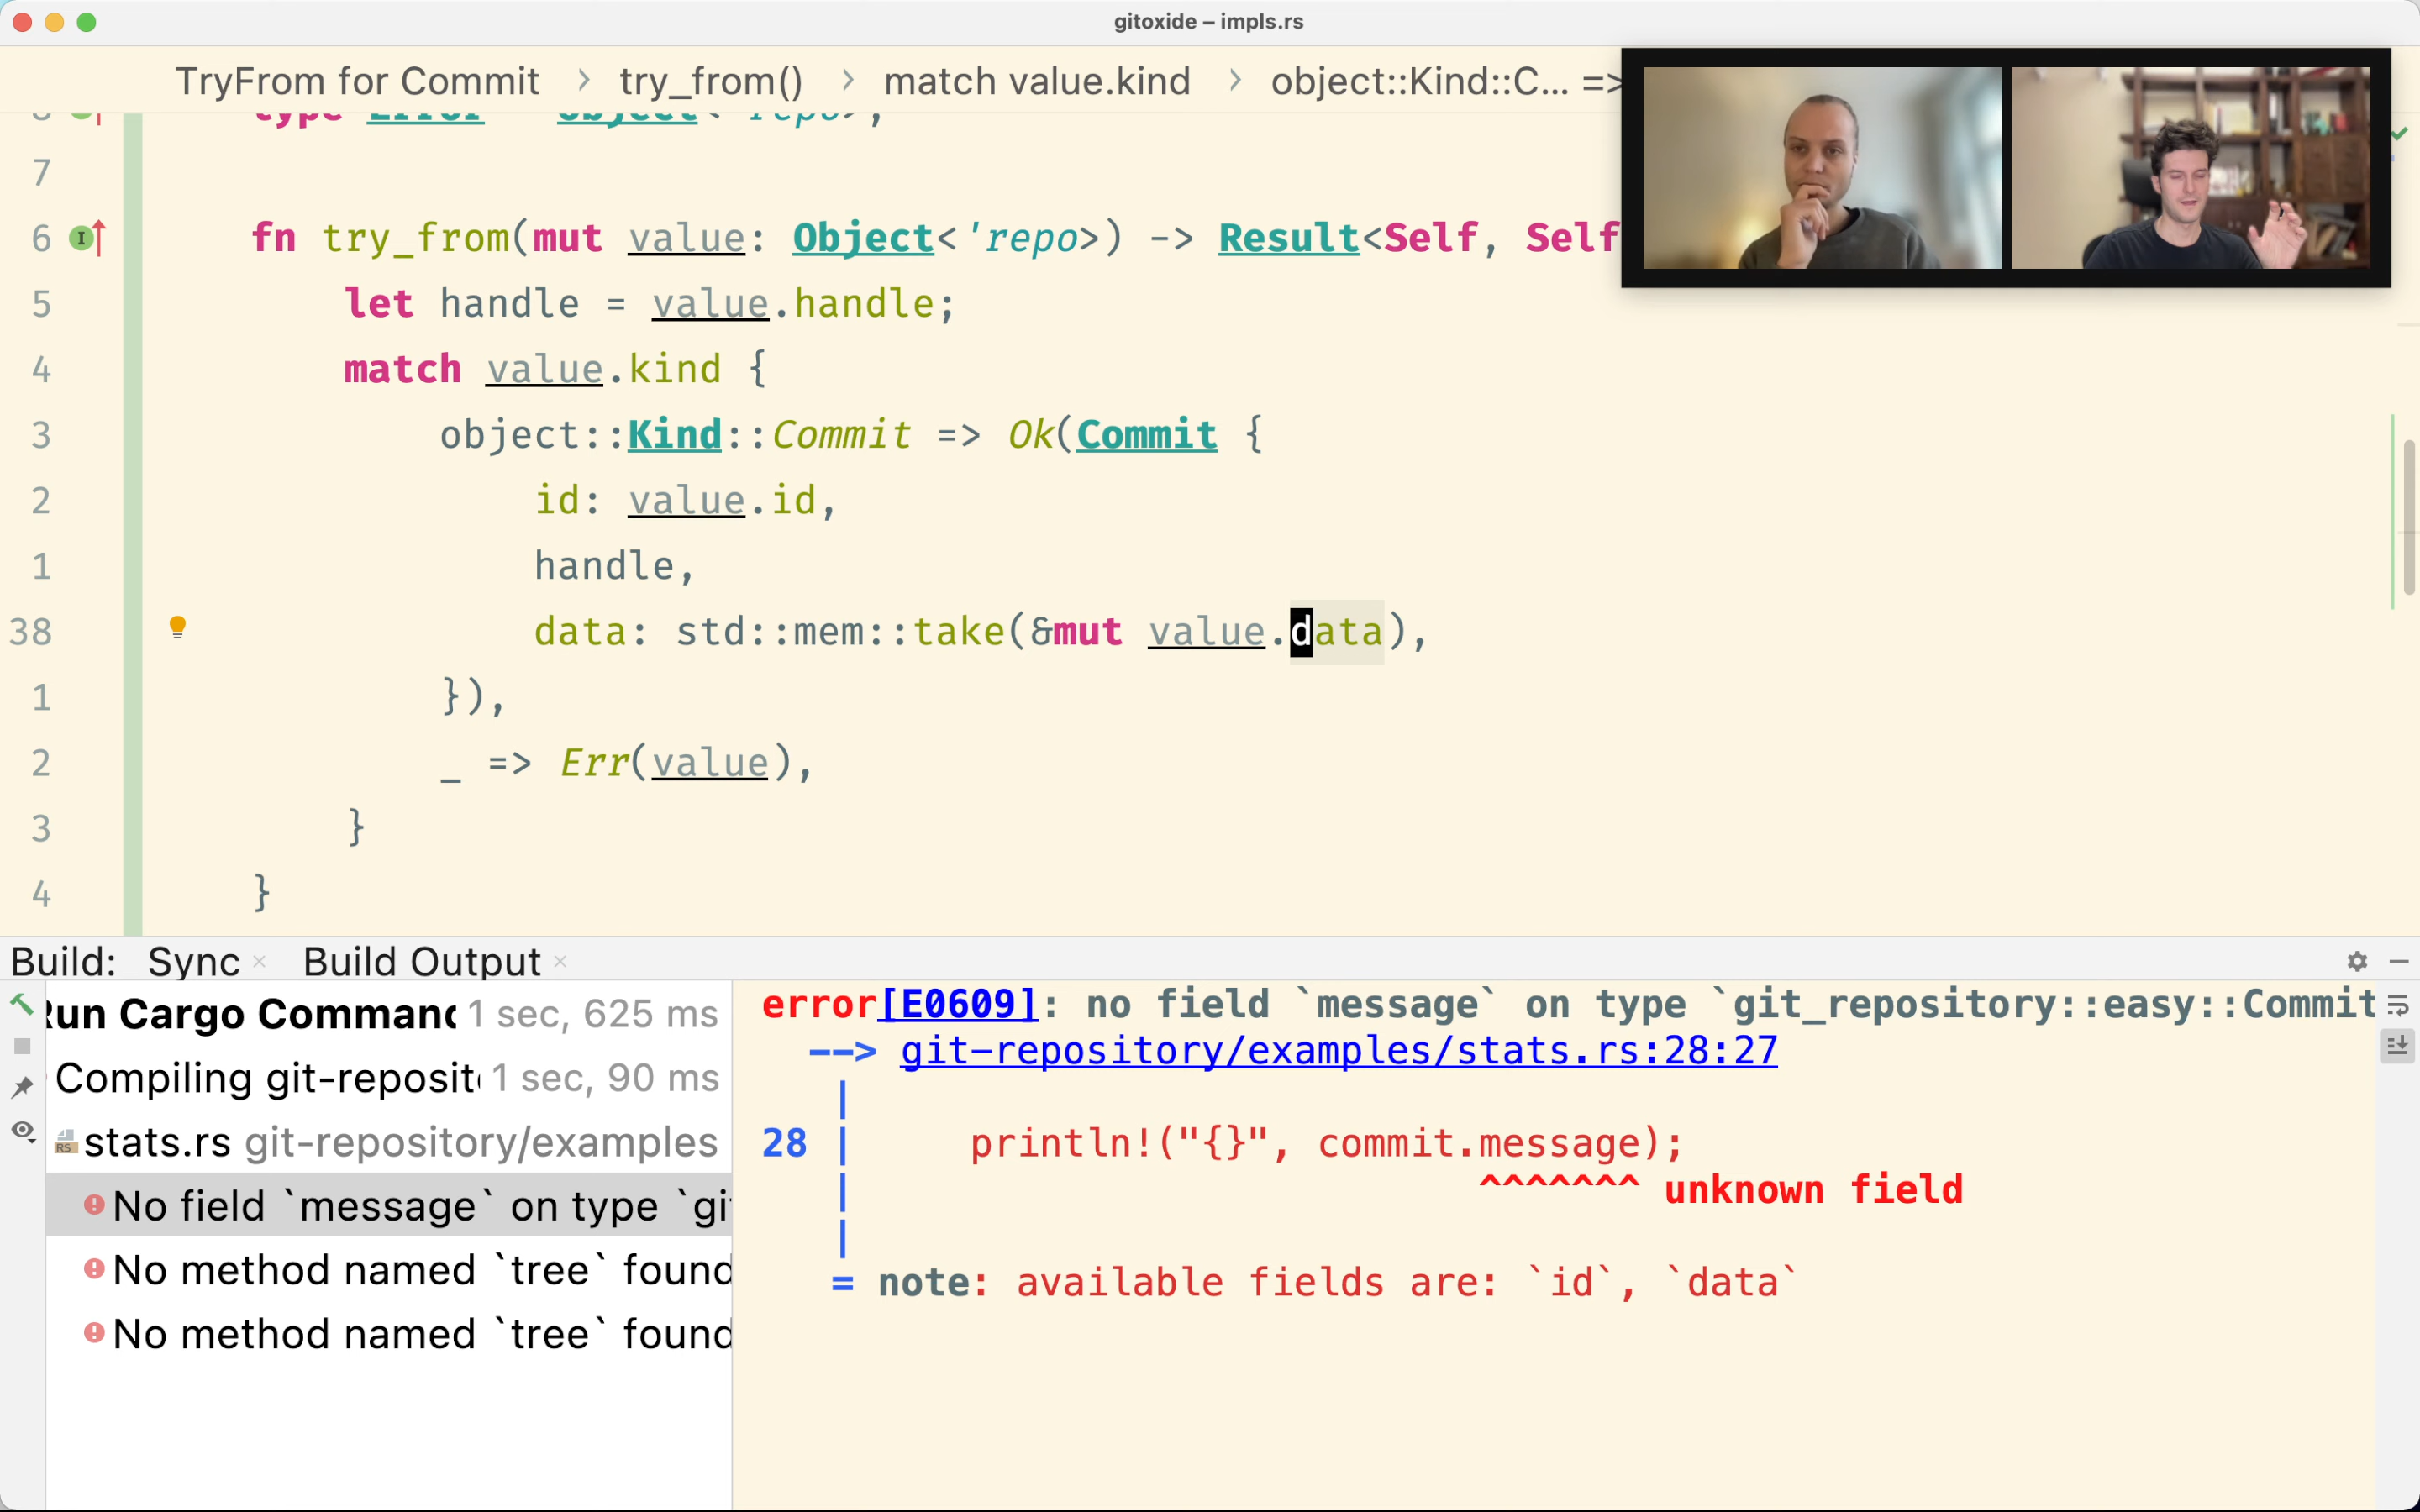 gitoxide – impls.rs
TryFrom for Commit › try_from() › match value.kind › object::Kind::C... =>
type Error = Object<'repo>;
7
6 fn try_from(mut value: Object<'repo>) -> Result<Self, Self
5 let handle = value.handle;
4 match value.kind {
3 object::Kind::Commit => Ok(Commit {
2 id: value.id,
1 handle,
38 data: std::mem::take(&mut value.data),
1 }),
2 _ => Err(value),
3 }
4 }
Build: Sync × Build Output ×
Run Cargo Command 1 sec, 625 ms
Compiling git-reposit 1 sec, 90 ms
stats.rs git-repository/examples
No field `message` on type `gi
No method named `tree` found
No method named `tree` found
error[E0609]: no field `message` on type `git_repository::easy::Commit
--> git-repository/examples/stats.rs:28:27
|
28 | println!("{}", commit.message);
| ^^^^^^^ unknown field
|
= note: available fields are: `id`, `data`